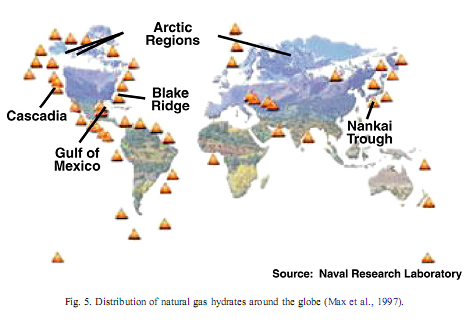 Arctic
Regions
Blake
Ridge
Cascadia
Gulf of
Mexico
Nankai
Trough
Source: Naval Research Laboratory
Fig. 5. Distribution of natural gas hydrates around the globe (Max et al., 1997).